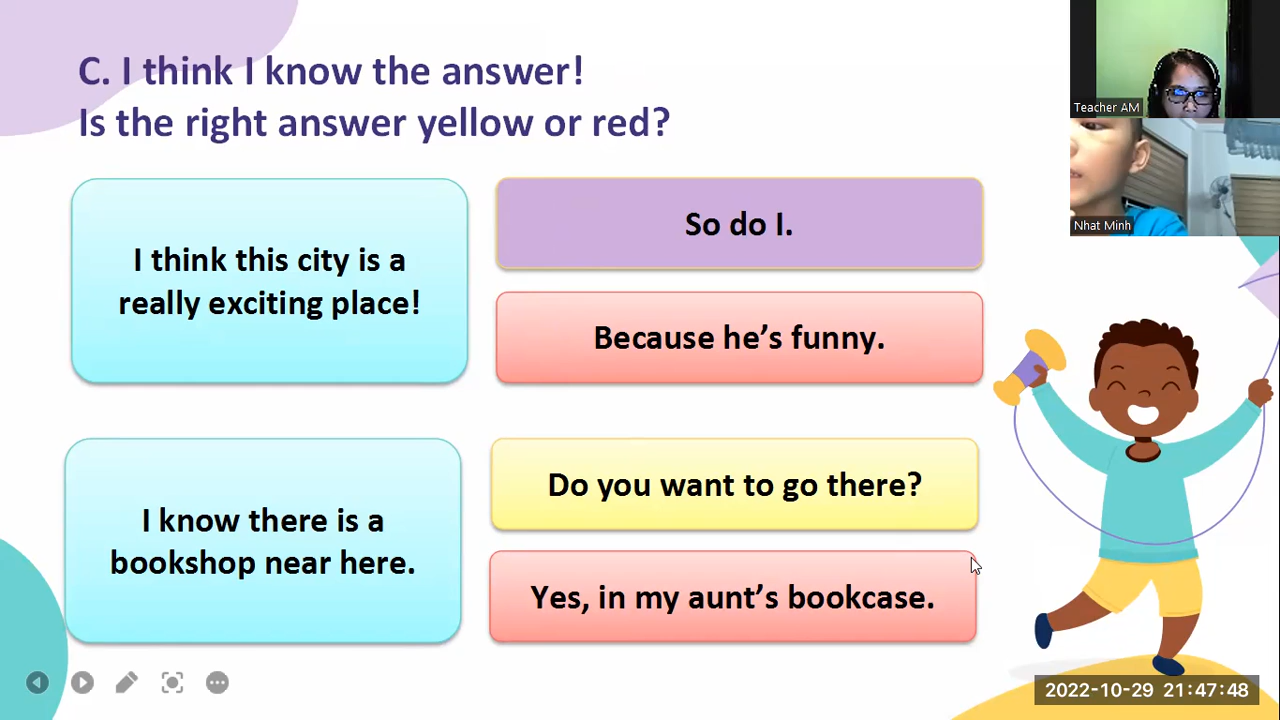 C. I think I know the answer!
Is the right answer yellow or red?
I think this city is a
really exciting place!
So do I.
Because he’s funny.
I know there is a
bookshop near here.
Do you want to go there?
Yes, in my aunt’s bookcase.
Teacher AM
Nhat Minh
2022-10-29 21:47:48